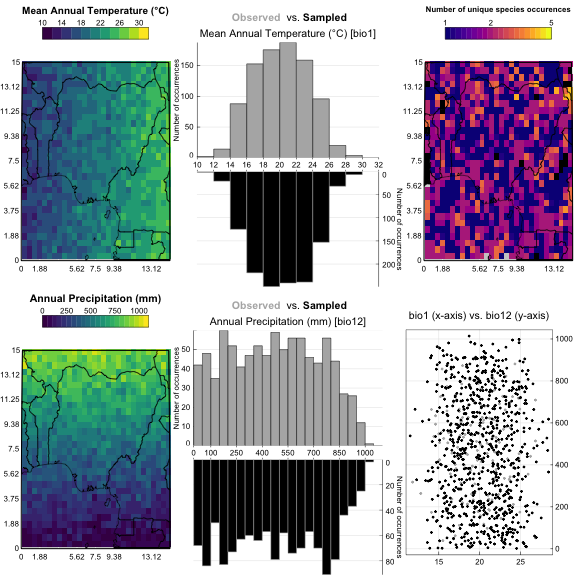 Mean Annual Temperature (°C)
10 14 18 22 26 30
15
13.12
11.25
9.38
7.5
5.62
3.75
1.88
0
0 1.88 5.62 7.5 9.38 13.12
Observed vs. Sampled
Mean Annual Temperature (°C) [bio1]
Number of occurrences
150
100
50
0
10 12 14 16 18 20 22 24 26 28 30 32
0
50
100
150
200
Number of occurrences
Number of unique species occurences
1 2 5
15
13.12
11.25
9.38
7.5
5.62
3.75
1.88
0
0 1.88 5.62 7.5 9.38 13.12
Annual Precipitation (mm)
0 250 500 750 1000
15
13.12
11.25
9.38
7.5
5.62
3.75
1.88
0
0 1.88 5.62 7.5 9.38 13.12
Observed vs. Sampled
Annual Precipitation (mm) [bio12]
Number of occurrences
50
40
30
20
10
0
0 100 250 400 550 700 850 1000
0
20
40
60
80
Number of occurrences
bio1 (x-axis) vs. bio12 (y-axis)
1000
800
600
400
200
0
15 20 25